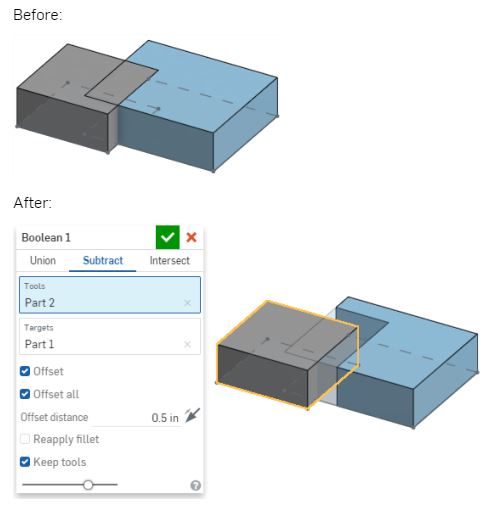 Before:
After:
Boolean 1
Union Subtract Intersect
Tools
Part 2
Targets
Part 1
Offset
Offset all
Offset distance 0.5 in
Reapply fillet
Keep tools